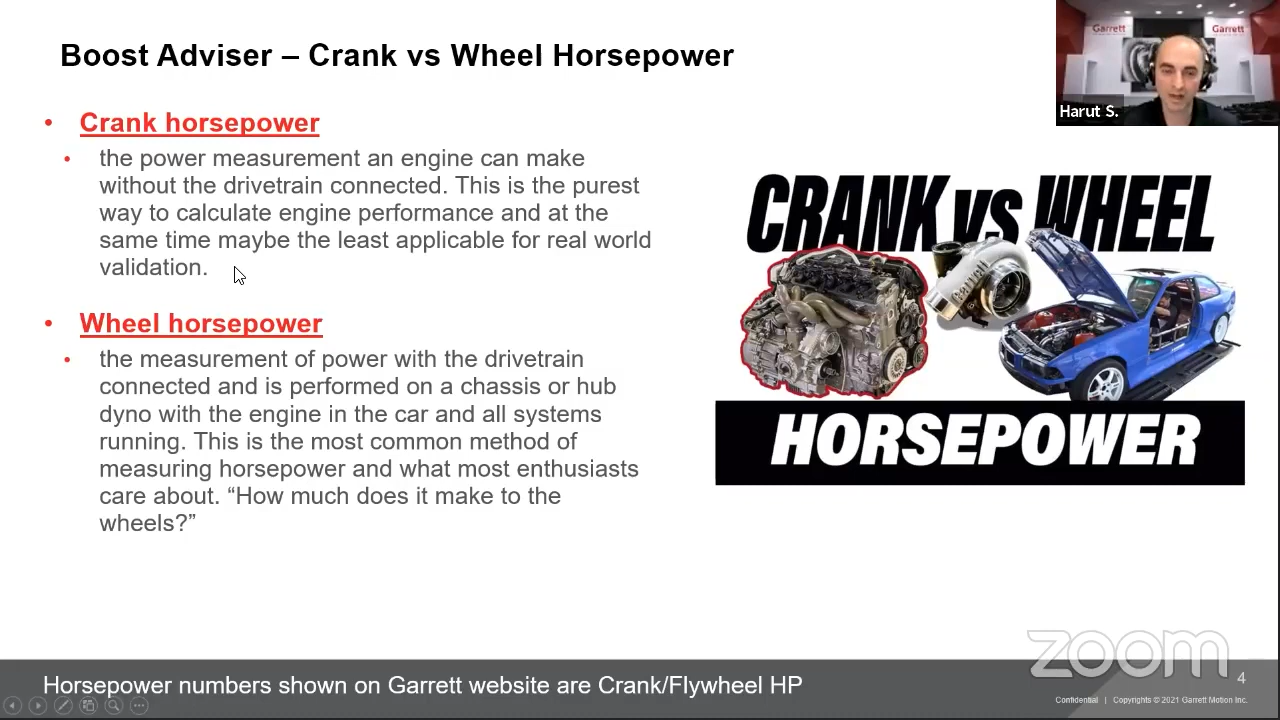 Boost Adviser – Crank vs Wheel Horsepower
Garrett
Garrett
Harut S.
• Crank horsepower
• the power measurement an engine can make
without the drivetrain connected. This is the purest
way to calculate engine performance and at the
same time maybe the least applicable for real world
validation.
• Wheel horsepower
• the measurement of power with the drivetrain
connected and is performed on a chassis or hub
dyno with the engine in the car and all systems
running. This is the most common method of
measuring horsepower and what most enthusiasts
care about. “How much does it make to the
wheels?”
CRANK vs WHEEL
Garrett
HORSEPOWER
zoom
Horsepower numbers shown on Garrett website are Crank/Flywheel HP
4
Confidential | Copyrights © 2021 Garrett Motion Inc.